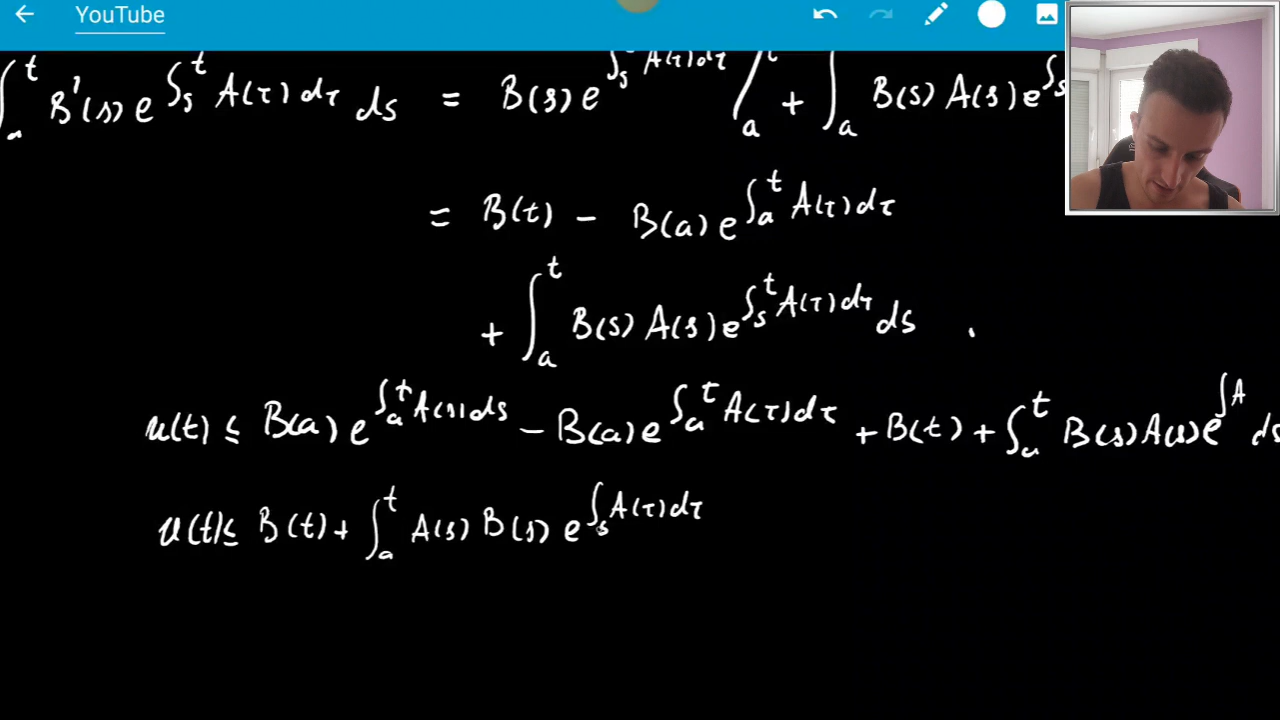 YouTube
∫_a^t B'(s) e^{∫_s^t A(τ)dτ} ds = B(s) e^{∫_s^t A(τ)dτ} /_a^t + ∫_a B(s) A(s) e^{∫_s
= B(t) - B(a) e^{∫_a^t A(τ)dτ}
+ ∫_a^t B(s) A(s) e^{∫_s^t A(τ)dτ} ds .
u(t) ≤ B(a) e^{∫_a^t A(s)ds} - B(a) e^{∫_a^t A(τ)dτ} + B(t) + ∫_a^t B(s) A(s) e^{∫A} ds
u(t) ≤ B(t) + ∫_a^t A(s) B(s) e^{∫_s A(τ)dτ}